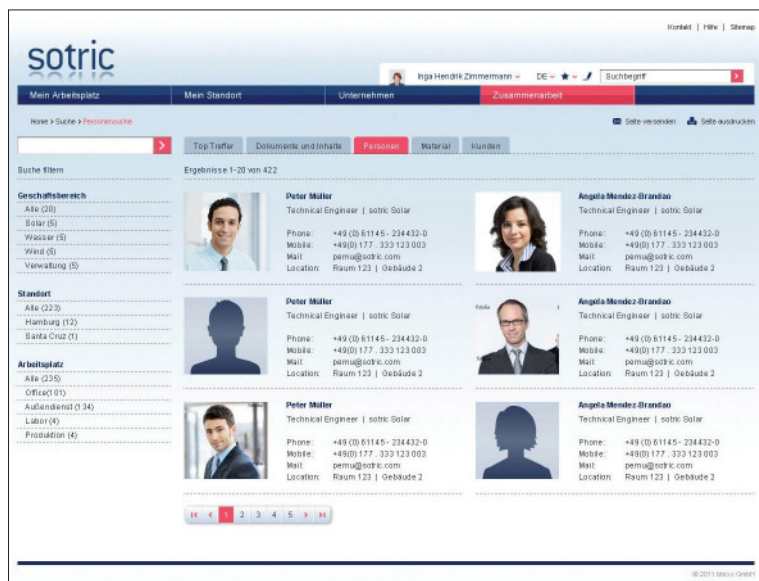 Kontakt | Hilfe | Sitemap
sotric
Inga Hendrik Zimmermann DE Suchbegriff
Mein Arbeitsplatz Mein Standort Unternehmen Zusammenarbeit
Home > Suche > Personensuche Seite versenden Seite ausdrucken
Top Treffer Dokumente und Inhalte Personen Material Kunden
Suche filtern
Geschäftsbereich
Alle (20)
Solar (5)
Wasser (5)
Wind (5)
Verwaltung (5)
Standort
Alle (223)
Hamburg (12)
Santa Cruz (1)
Arbeitsplatz
Alle (235)
Office(101)
Außendienst (134)
Labor (4)
Produktion (4)
Ergebnisse 1-20 von 422
Peter Müller
Technical Engineer | sotric Solar
Phone: +49 (0) 61145 - 234432-0
Mobile: +49(0) 177 . 333 123 003
Mail: pemu@sotric.com
Location: Raum 123 | Gebäude 2
Angela Mendez-Brandao
Technical Engineer | sotric Solar
Phone: +49 (0) 61145 - 234432-0
Mobile: +49(0) 177 . 333 123 003
Mail: pemu@sotric.com
Location: Raum 123 | Gebäude 2
Peter Müller
Technical Engineer | sotric Solar
Phone: +49 (0) 61145 - 234432-0
Mobile: +49(0) 177 . 333 123 003
Mail: pemu@sotric.com
Location: Raum 123 | Gebäude 2
Angela Mendez-Brandao
Technical Engineer | sotric Solar
Phone: +49 (0) 61145 - 234432-0
Mobile: +49(0) 177 . 333 123 003
Mail: pemu@sotric.com
Location: Raum 123 | Gebäude 2
Peter Müller
Technical Engineer | sotric Solar
Phone: +49 (0) 61145 - 234432-0
Mobile: +49(0) 177 . 333 123 003
Mail: pemu@sotric.com
Location: Raum 123 | Gebäude 2
Angela Mendez-Brandao
Technical Engineer | sotric Solar
Phone: +49 (0) 61145 - 234432-0
Mobile: +49(0) 177 . 333 123 003
Mail: pemu@sotric.com
Location: Raum 123 | Gebäude 2
1 2 3 4 5
© 2011 GmbH